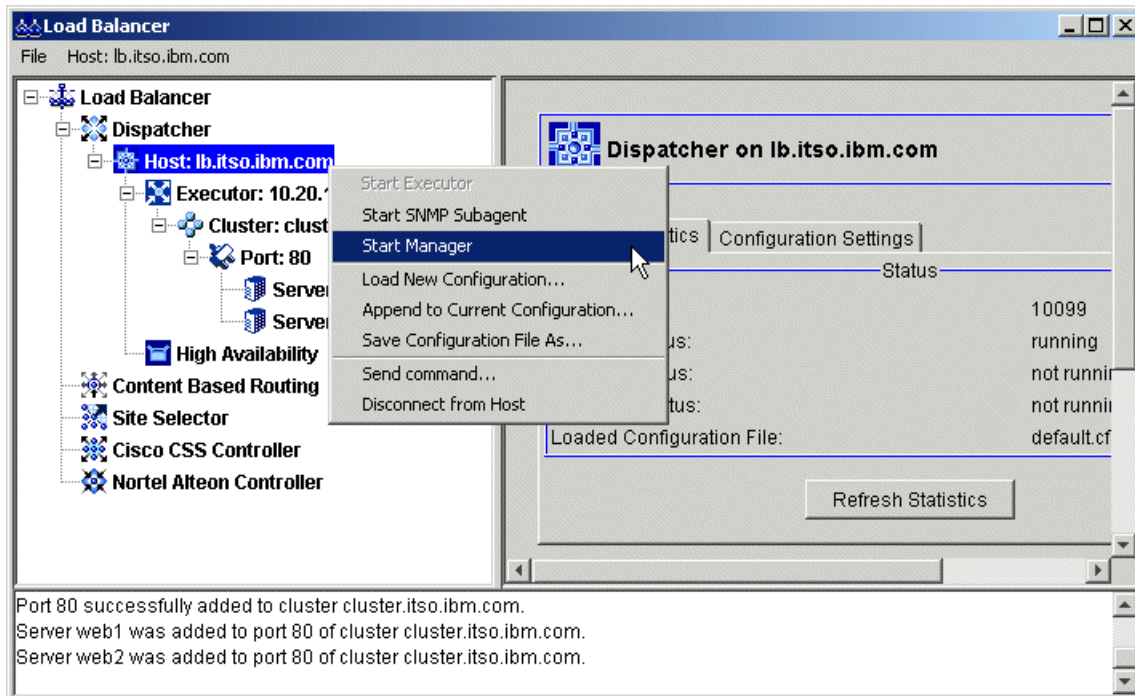 Load Balancer
File Host: lb.itso.ibm.com
Load Balancer
Dispatcher
Host: lb.itso.ibm.com
Executor: 10.20.
Cluster: clust
Port: 80
Server
Server
High Availability
Content Based Routing
Site Selector
Cisco CSS Controller
Nortel Alteon Controller
Start Executor
Start SNMP Subagent
Start Manager
Load New Configuration...
Append to Current Configuration...
Save Configuration File As...
Send command...
Disconnect from Host
Dispatcher on lb.itso.ibm.com
tics Configuration Settings
Status
10099
us: running
us: not runnin
tus: not runnin
Loaded Configuration File: default.cf
Refresh Statistics
Port 80 successfully added to cluster cluster.itso.ibm.com.
Server web1 was added to port 80 of cluster cluster.itso.ibm.com.
Server web2 was added to port 80 of cluster cluster.itso.ibm.com.